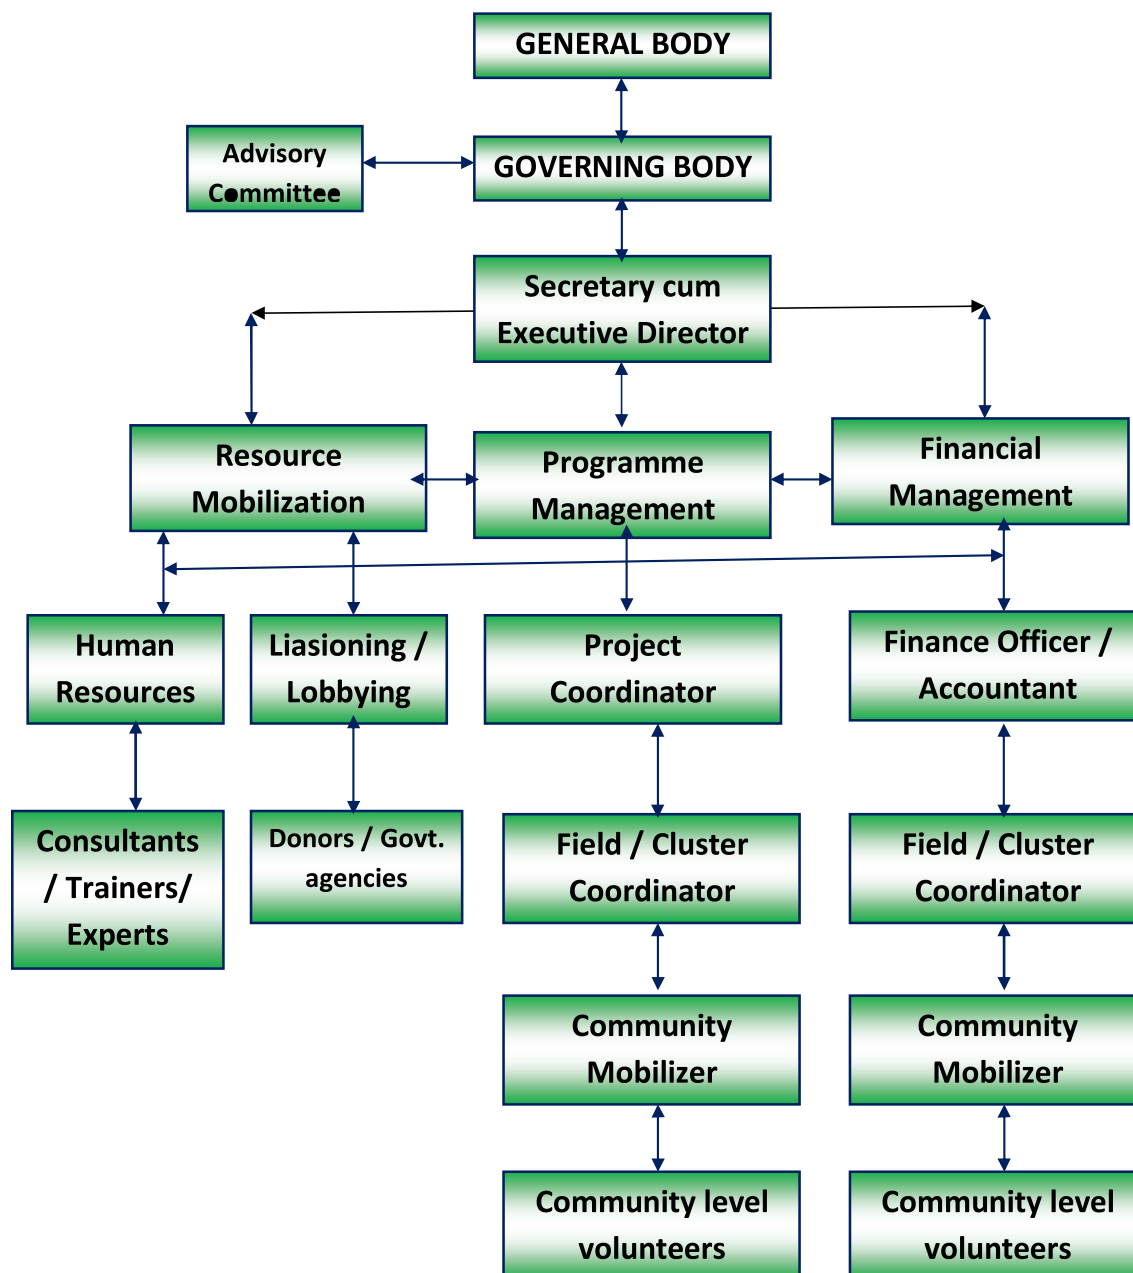 GENERAL BODY
Advisory
Committee
GOVERNING BODY
Secretary cum
Executive Director
Resource
Mobilization
Programme
Management
Financial
Management
Human
Resources
Liasioning /
Lobbying
Project
Coordinator
Finance Officer /
Accountant
Consultants
/ Trainers/
Experts
Donors / Govt.
agencies
Field / Cluster
Coordinator
Field / Cluster
Coordinator
Community
Mobilizer
Community
Mobilizer
Community level
volunteers
Community level
volunteers